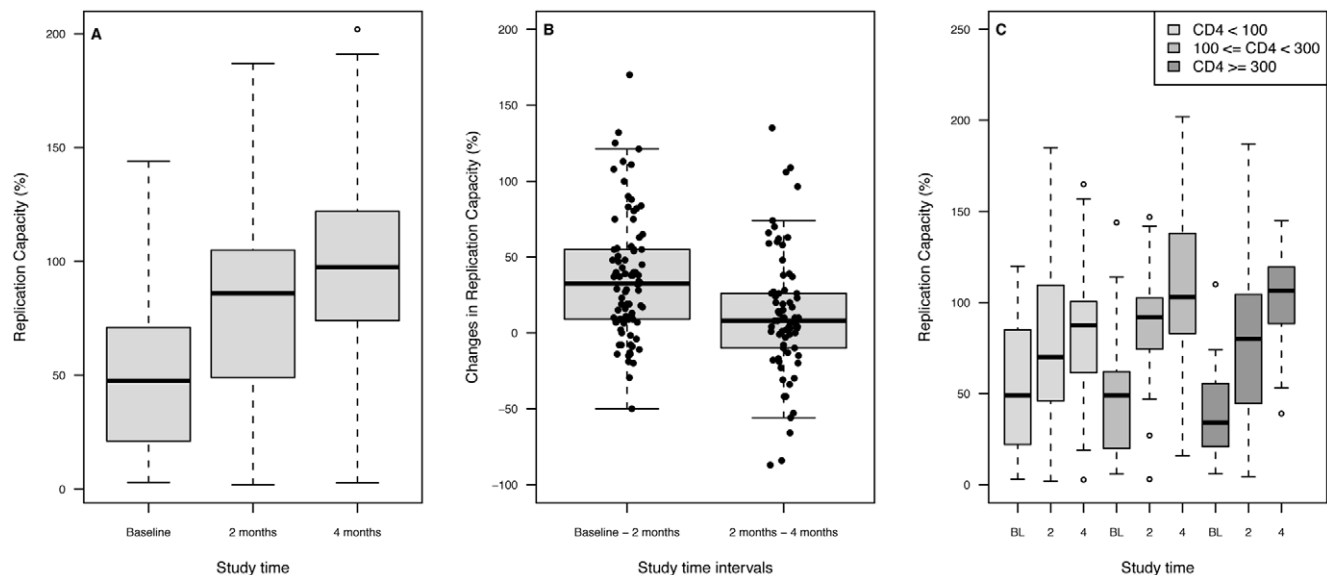 A
Replication Capacity (%)
200
150
100
50
0
Baseline
2 months
4 months
Study time
B
Changes in Replication Capacity (%)
200
150
100
50
0
−50
−100
Baseline − 2 months
2 months − 4 months
Study time intervals
C
CD4 < 100
100 <= CD4 < 300
CD4 >= 300
Replication Capacity (%)
250
200
150
100
50
0
BL 2 4 BL 2 4 BL 2 4
Study time